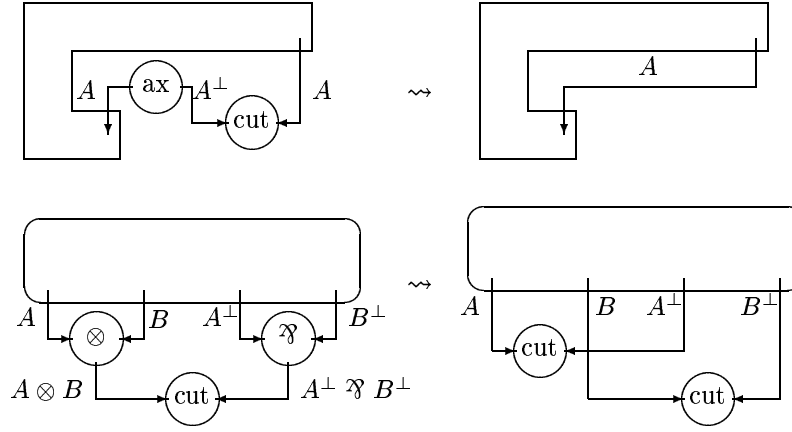 A ax A⊥ cut A ⇝ A
⇝
A ⊗ B A⊥ ⅋ B⊥ A B A⊥ B⊥
A ⊗ B cut A⊥ ⅋ B⊥ cut cut